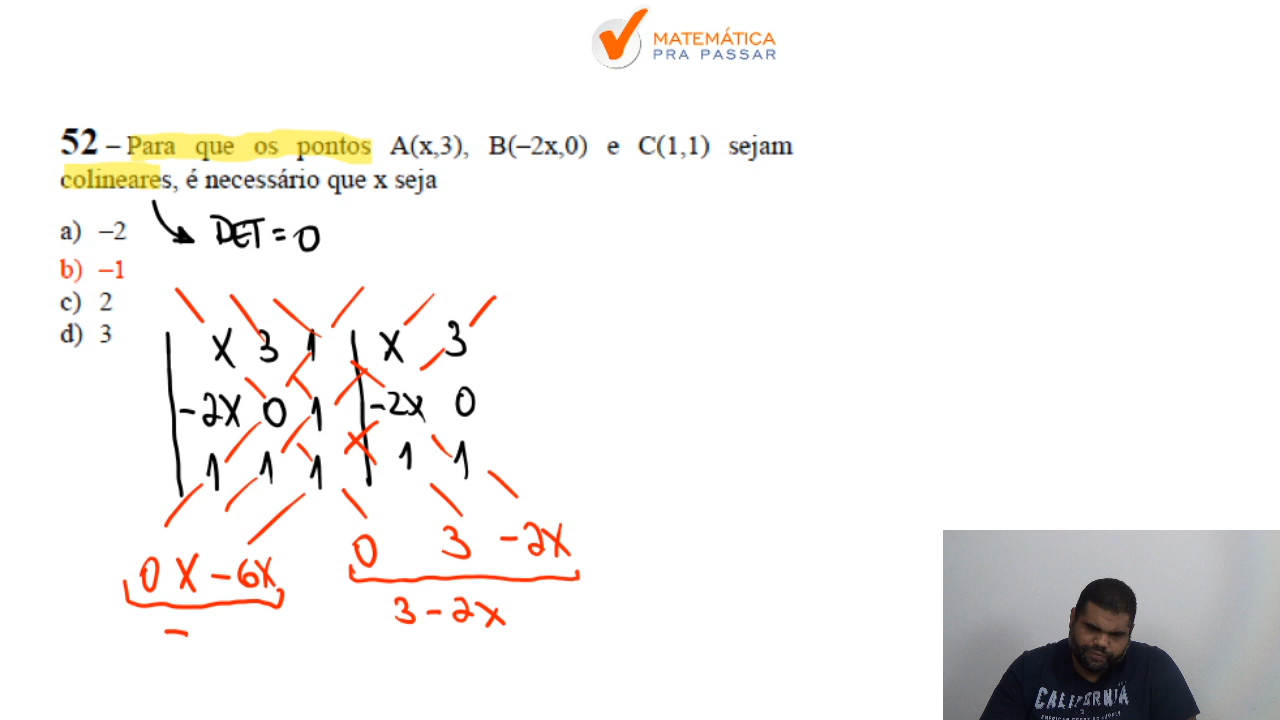 MATEMÁTICA
PRA PASSAR
52 – Para que os pontos A(x,3), B(–2x,0) e C(1,1) sejam
colineares, é necessário que x seja
a) –2
DET = 0
b) –1
c) 2
d) 3
x 3 1 x 3
-2x 0 1 -2x 0
1 1 1 1 1
0 x -6x 0 3 -2x
3 - 2x
-
CALIFORNIA